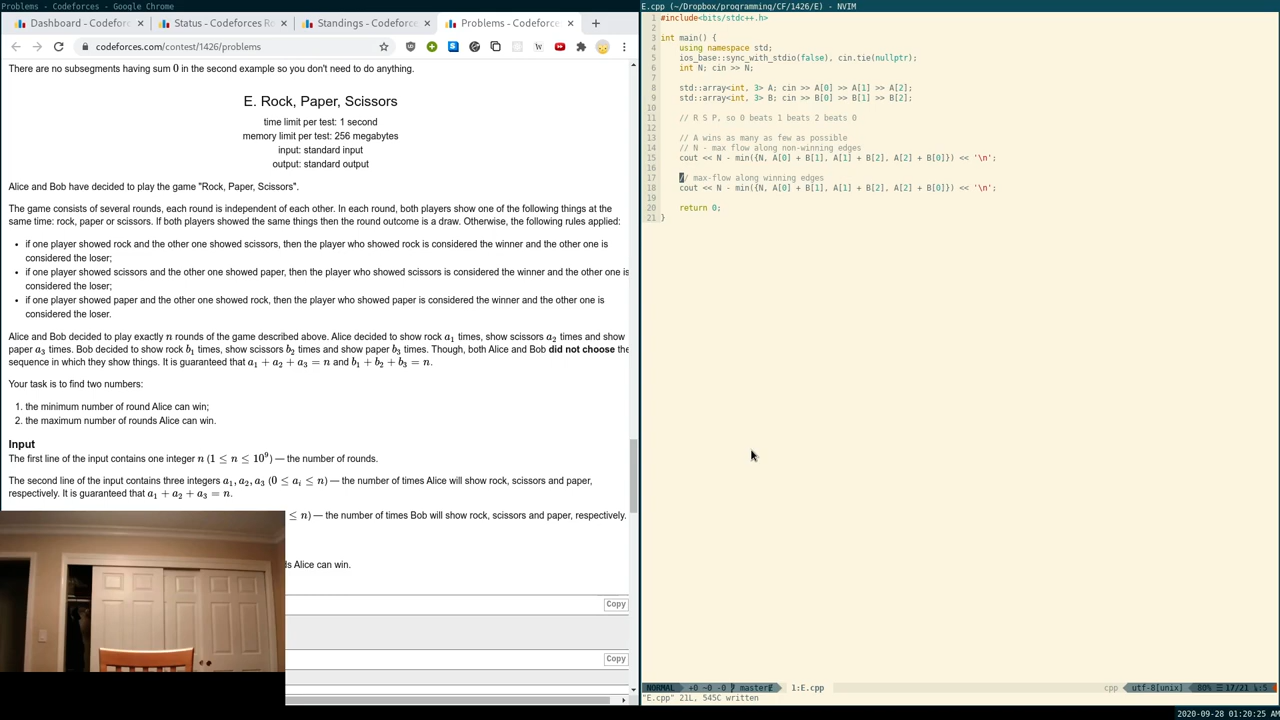 Problems - Codeforces - Google Chrome
Dashboard - Codeforc
Status - Codeforces Ro
Standings - Codeforce
Problems - Codeforce
codeforces.com/contest/1426/problems
There are no subsegments having sum 0 in the second example so you don't need to do anything.
E. Rock, Paper, Scissors
time limit per test: 1 second
memory limit per test: 256 megabytes
input: standard input
output: standard output
Alice and Bob have decided to play the game "Rock, Paper, Scissors".
The game consists of several rounds, each round is independent of each other. In each round, both players show one of the following things at the
same time: rock, paper or scissors. If both players showed the same things then the round outcome is a draw. Otherwise, the following rules applied:
• if one player showed rock and the other one showed scissors, then the player who showed rock is considered the winner and the other one is
considered the loser;
• if one player showed scissors and the other one showed paper, then the player who showed scissors is considered the winner and the other one is
considered the loser;
• if one player showed paper and the other one showed rock, then the player who showed paper is considered the winner and the other one is
considered the loser.
Alice and Bob decided to play exactly n rounds of the game described above. Alice decided to show rock a₁ times, show scissors a₂ times and show
paper a₃ times. Bob decided to show rock b₁ times, show scissors b₂ times and show paper b₃ times. Though, both Alice and Bob did not choose the
sequence in which they show things. It is guaranteed that a₁ + a₂ + a₃ = n and b₁ + b₂ + b₃ = n.
Your task is to find two numbers:
1. the minimum number of round Alice can win;
2. the maximum number of rounds Alice can win.
Input
The first line of the input contains one integer n (1 ≤ n ≤ 10⁹) — the number of rounds.
The second line of the input contains three integers a₁, a₂, a₃ (0 ≤ aᵢ ≤ n) — the number of times Alice will show rock, scissors and paper,
respectively. It is guaranteed that a₁ + a₂ + a₃ = n.
≤ n) — the number of times Bob will show rock, scissors and paper, respectively.
ds Alice can win.
Copy
Copy
E.cpp (~/Dropbox/programming/CF/1426/E) - NVIM
1 #include<bits/stdc++.h>
2
3 int main() {
4 using namespace std;
5 ios_base::sync_with_stdio(false), cin.tie(nullptr);
6 int N; cin >> N;
7
8 std::array<int, 3> A; cin >> A[0] >> A[1] >> A[2];
9 std::array<int, 3> B; cin >> B[0] >> B[1] >> B[2];
10
11 // R S P, so 0 beats 1 beats 2 beats 0
12
13 // A wins as many as few as possible
14 // N - max flow along non-winning edges
15 cout << N - min({N, A[0] + B[1], A[1] + B[2], A[2] + B[0]}) << '\n';
16
17 // max-flow along winning edges
18 cout << N - min({N, A[0] + B[1], A[1] + B[2], A[2] + B[0]}) << '\n';
19
20 return 0;
21 }
NORMAL +0 ~0 -0 master 1:E.cpp cpp utf-8[unix] 80% 17/21 :5
"E.cpp" 21L, 545C written
2020-09-28 01:20:25 AM